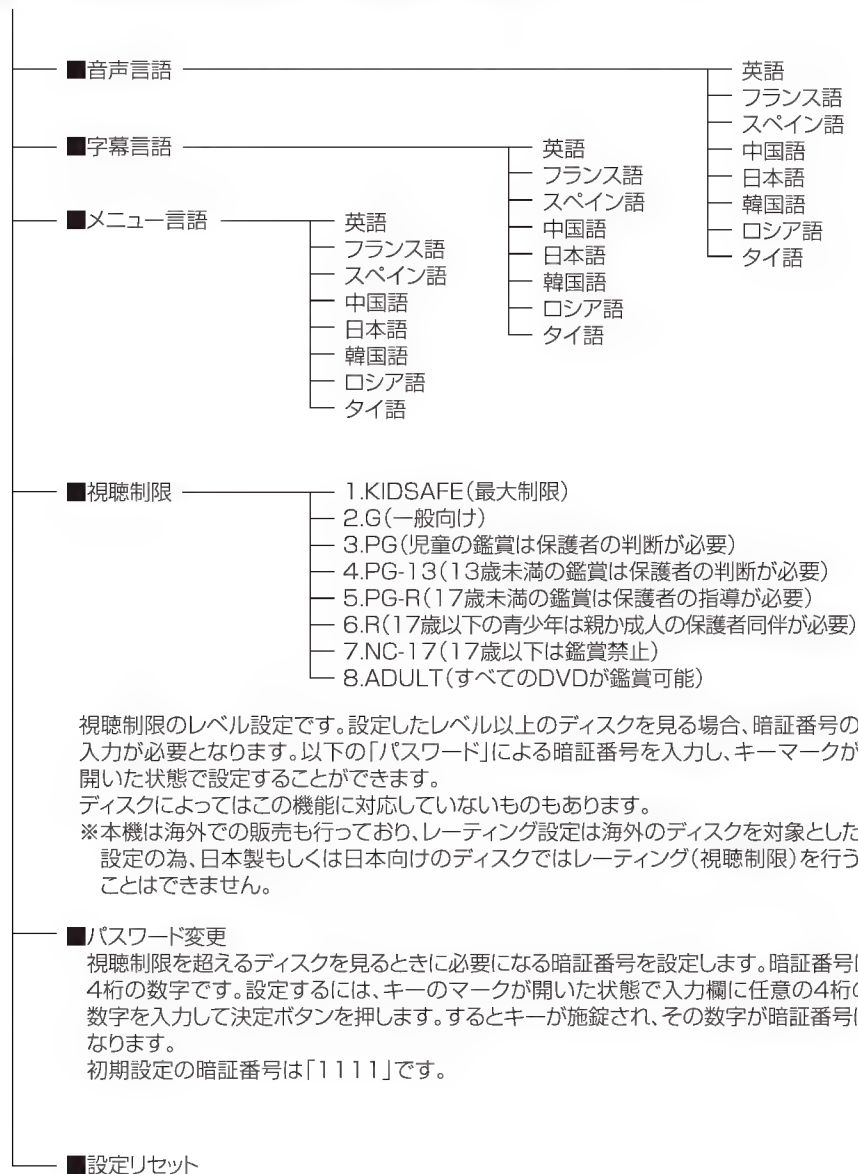 ■音声言語
英語
フランス語
スペイン語
中国語
日本語
韓国語
ロシア語
タイ語
■字幕言語
英語
フランス語
スペイン語
中国語
日本語
韓国語
ロシア語
タイ語
■メニュー言語
英語
フランス語
スペイン語
中国語
日本語
韓国語
ロシア語
タイ語
■視聴制限
1.KIDSAFE(最大制限)
2.G(一般向け)
3.PG(児童の鑑賞は保護者の判断が必要)
4.PG-13(13歳未満の鑑賞は保護者の判断が必要)
5.PG-R(17歳未満の鑑賞は保護者の指導が必要)
6.R(17歳以下の青少年は親か成人の保護者同伴が必要)
7.NC-17(17歳以下は鑑賞禁止)
8.ADULT(すべてのDVDが鑑賞可能)
視聴制限のレベル設定です。設定したレベル以上のディスクを見る場合、暗証番号の
入力が必要となります。以下の「パスワード」による暗証番号を入力し、キーマークが
開いた状態で設定することができます。
ディスクによってはこの機能に対応していないものもあります。
※本機は海外での販売も行っており、レーティング設定は海外のディスクを対象とした
設定の為、日本製もしくは日本向けのディスクではレーティング(視聴制限)を行う
ことはできません。
■パスワード変更
視聴制限を超えるディスクを見るときに必要になる暗証番号を設定します。暗証番号
4桁の数字です。設定するには、キーのマークが開いた状態で入力欄に任意の4桁の
数字を入力して決定ボタンを押します。するとキーが施錠され、その数字が暗証番号
なります。
初期設定の暗証番号は「1111」です。
■設定リセット